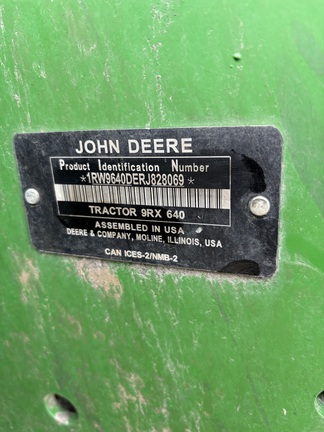 JOHN DEERE
Product Identification Number
*1RW9640DERJ828069*
TRACTOR 9RX 640
ASSEMBLED IN USA
DEERE & COMPANY, MOLINE, ILLINOIS, USA
CAN ICES-2/NMB-2